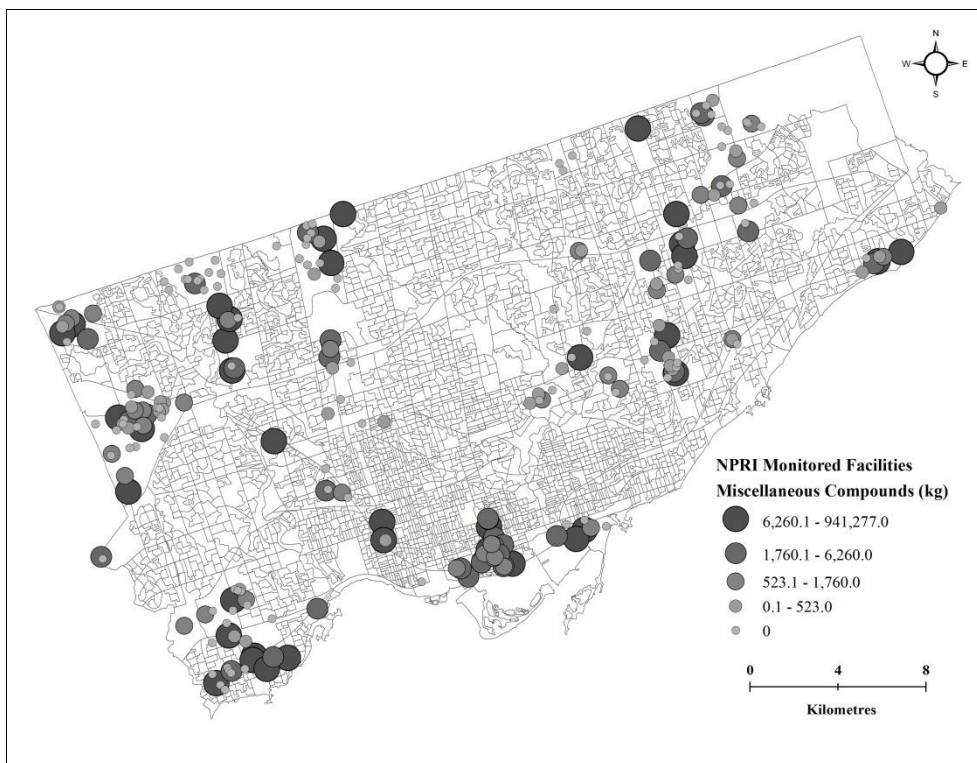 N
W E
S
NPRI Monitored Facilities
Miscellaneous Compounds (kg)
6,260.1 - 941,277.0
1,760.1 - 6,260.0
523.1 - 1,760.0
0.1 - 523.0
0
0 4 8
Kilometres